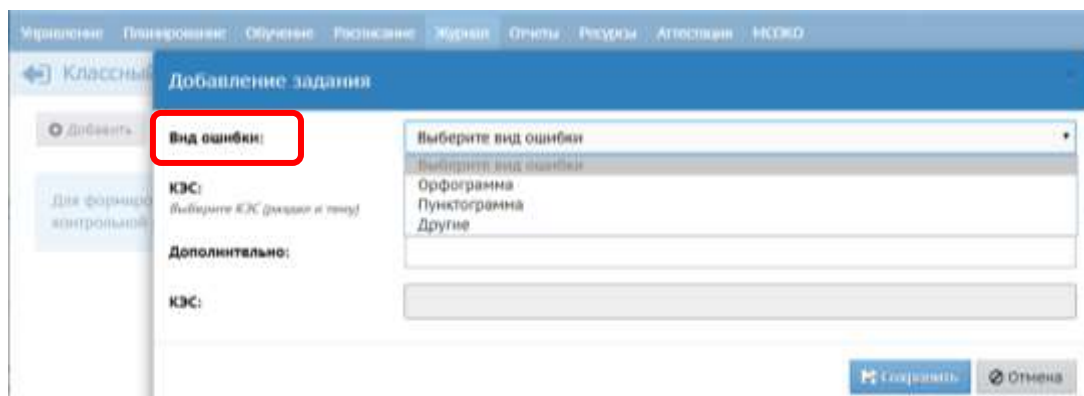 Управление Планирование Обучение Расписание Журнал Отчеты Ресурсы Аттестация НСОКО
Классный
Добавление задания
Добавить
Вид ошибки:
Выберите вид ошибки
Выберите вид ошибки
Орфограмма
Пунктограмма
Другие
КЭС:
Выберите КЭС (раздел и тему)
Для формиро
контрольной
Дополнительно:
КЭС:
Сохранить Отмена